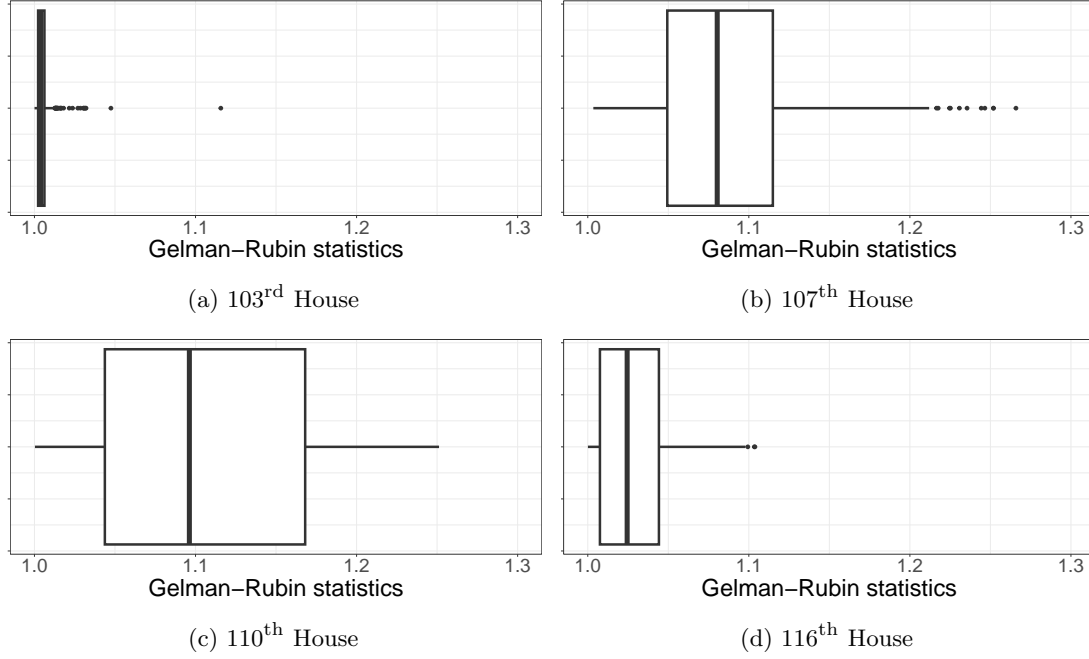 1.0 1.1 1.2 1.3
Gelman−Rubin statistics
(a) 103rd House
1.0 1.1 1.2 1.3
Gelman−Rubin statistics
(b) 107th House
1.0 1.1 1.2 1.3
Gelman−Rubin statistics
(c) 110th House
1.0 1.1 1.2 1.3
Gelman−Rubin statistics
(d) 116th House